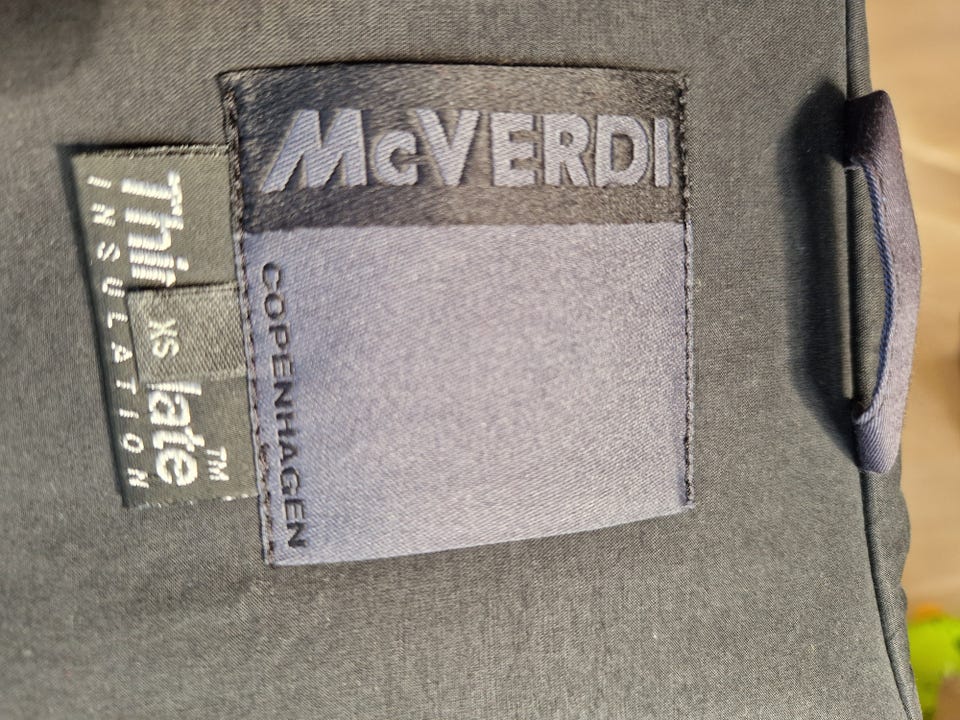 McVERDI
COPENHAGEN
Thin late™
INSULATION
XS